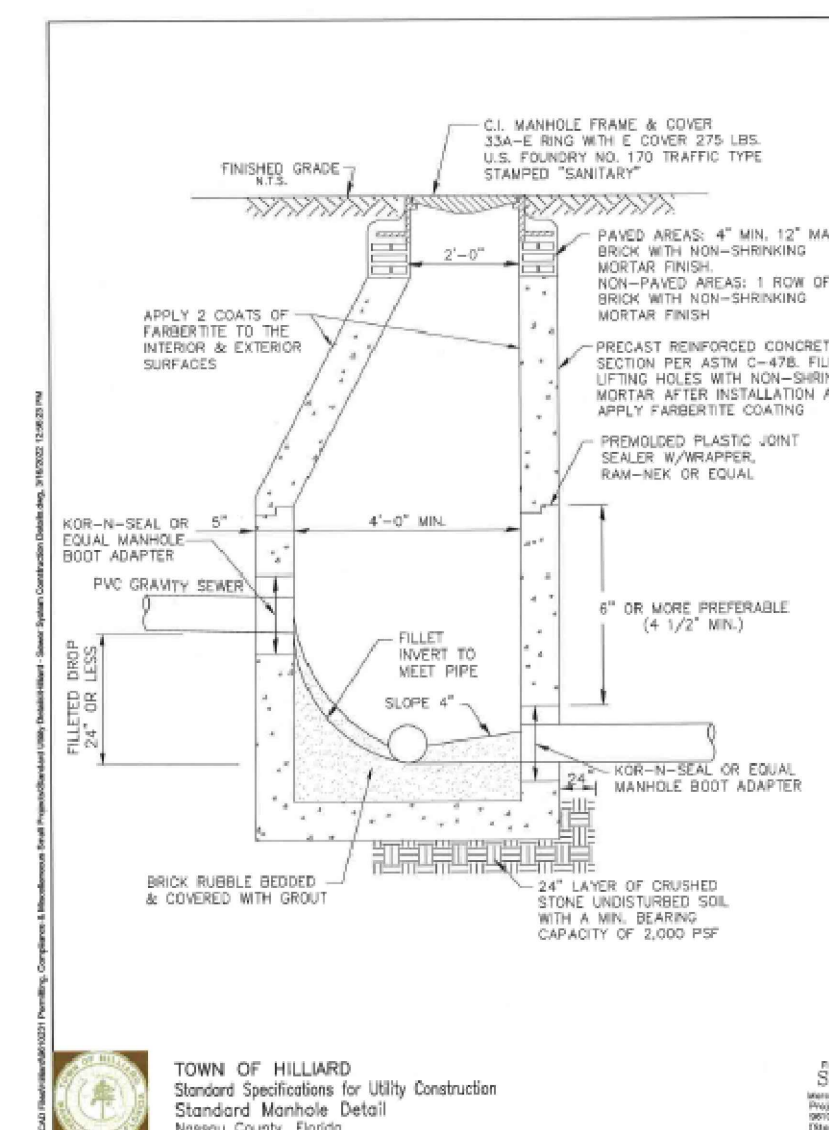 C.I. MANHOLE FRAME & COVER
33A-E RING WITH E COVER 275 LBS.
U.S. FOUNDRY NO. 170 TRAFFIC TYPE
STAMPED "SANITARY"
FINISHED GRADE
N.T.S.
2'-0"
PAVED AREAS: 4" MIN. 12" MA
BRICK WITH NON-SHRINKING
MORTAR FINISH.
NON-PAVED AREAS: 1 ROW OF
BRICK WITH NON-SHRINKING
MORTAR FINISH
APPLY 2 COATS OF
FARBERTITE TO THE
INTERIOR & EXTERIOR
SURFACES
PRECAST REINFORCED CONCRET
SECTION PER ASTM C-478. FIL
LIFTING HOLES WITH NON-SHRIN
MORTAR AFTER INSTALLATION A
APPLY FARBERTITE COATING
PREMOLDED PLASTIC JOINT
SEALER W/WRAPPER,
RAM-NEK OR EQUAL
KOR-N-SEAL OR
EQUAL MANHOLE
BOOT ADAPTER
5"
4'-0" MIN.
PVC GRAVITY SEWER
6" OR MORE PREFERABLE
(4 1/2" MIN.)
FILLET
INVERT TO
MEET PIPE
SLOPE 4"
FILLETED DROP
24" OR LESS
KOR-N-SEAL OR EQUAL
MANHOLE BOOT ADAPTER
24"
BRICK RUBBLE BEDDED
& COVERED WITH GROUT
24" LAYER OF CRUSHED
STONE UNDISTURBED SOIL
WITH A MIN. BEARING
CAPACITY OF 2,000 PSF
TOWN OF HILLIARD
Standard Specifications for Utility Construction
Standard Manhole Detail
Nassau County, Florida
TOWN OF HILLIARD